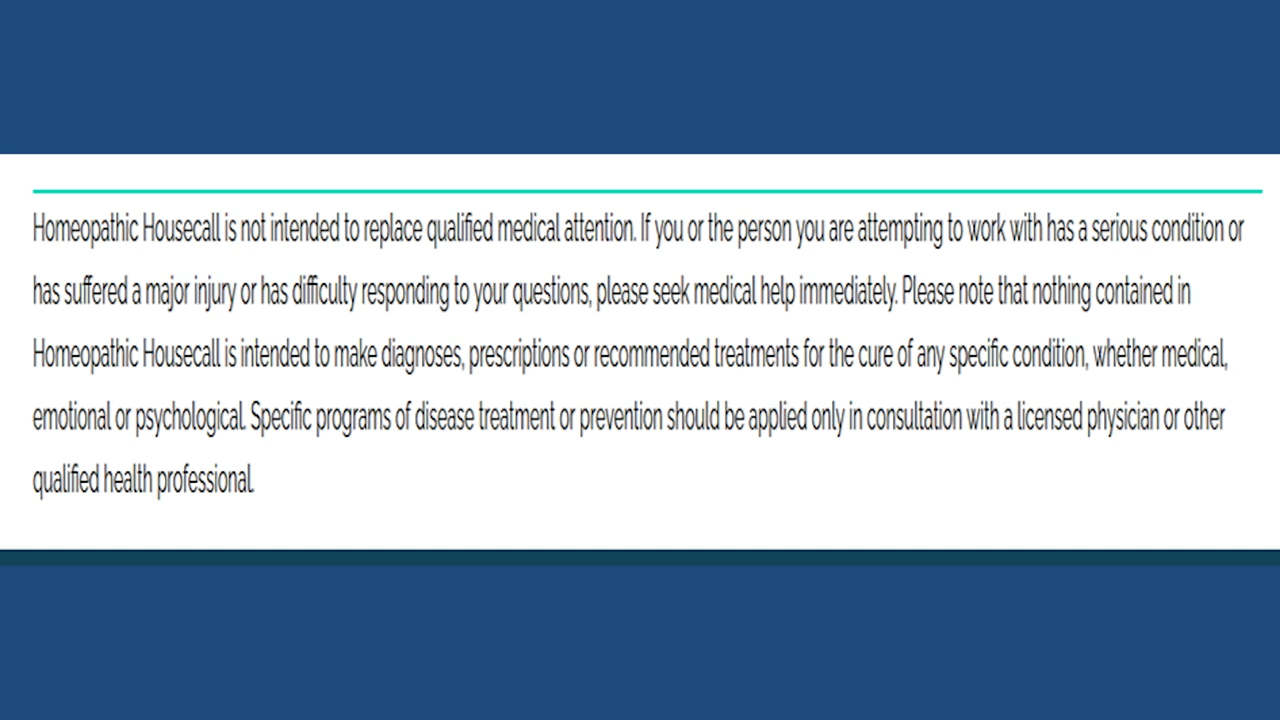 Homeopathic Housecall is not intended to replace qualified medical attention. If you or the person you are attempting to work with has a serious condition or
has suffered a major injury or has difficulty responding to your questions, please seek medical help immediately. Please note that nothing contained in
Homeopathic Housecall is intended to make diagnoses, prescriptions or recommended treatments for the cure of any specific condition, whether medical,
emotional or psychological. Specific programs of disease treatment or prevention should be applied only in consultation with a licensed physician or other
qualified health professional.